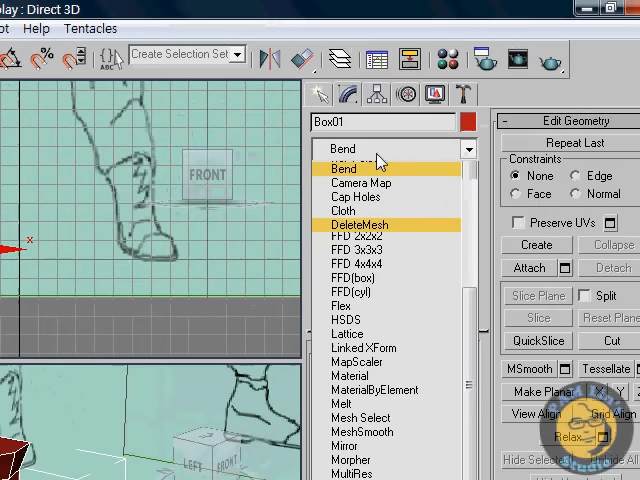 play : Direct 3D
ot Help Tentacles
%
{}
ABC
Create Selection Set
Box01
Bend
Bend
Camera Map
Cap Holes
Cloth
DeleteMesh
FFD 2x2x2
FFD 3x3x3
FFD 4x4x4
FFD(box)
FFD(cyl)
Flex
HSDS
Lattice
Linked XForm
MapScaler
Material
MaterialByElement
Melt
Mesh Select
MeshSmooth
Mirror
Morpher
MultiRes
- Edit Geometry
Repeat Last
Constraints
None Edge
Face Normal
Preserve UVs
Create Collapse
Attach Detach
Slice Plane Split
Slice Reset Plane
QuickSlice Cut
MSmooth Tessellate
Make Planar X Y Z
View Align Grid Align
Relax
Hide Selected Unhide All
FRONT
x
LEFT FRONT